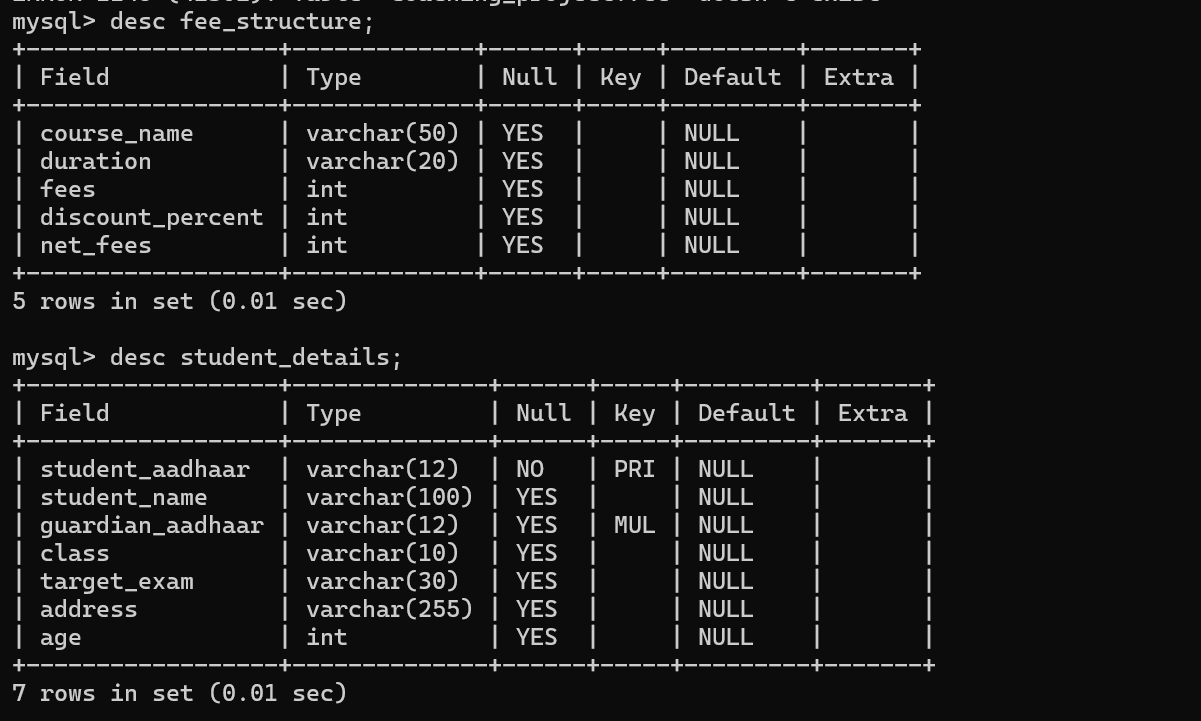 mysql> desc fee_structure;
+------------------+-------------+------+-----+---------+-------+
| Field            | Type        | Null | Key | Default | Extra |
+------------------+-------------+------+-----+---------+-------+
| course_name      | varchar(50) | YES  |     | NULL    |       |
| duration         | varchar(20) | YES  |     | NULL    |       |
| fees             | int         | YES  |     | NULL    |       |
| discount_percent | int         | YES  |     | NULL    |       |
| net_fees         | int         | YES  |     | NULL    |       |
+------------------+-------------+------+-----+---------+-------+
5 rows in set (0.01 sec)

mysql> desc student_details;
+------------------+--------------+------+-----+---------+-------+
| Field            | Type         | Null | Key | Default | Extra |
+------------------+--------------+------+-----+---------+-------+
| student_aadhaar  | varchar(12)  | NO   | PRI | NULL    |       |
| student_name     | varchar(100) | YES  |     | NULL    |       |
| guardian_aadhaar | varchar(12)  | YES  | MUL | NULL    |       |
| class            | varchar(10)  | YES  |     | NULL    |       |
| target_exam      | varchar(30)  | YES  |     | NULL    |       |
| address          | varchar(255) | YES  |     | NULL    |       |
| age              | int          | YES  |     | NULL    |       |
+------------------+--------------+------+-----+---------+-------+
7 rows in set (0.01 sec)